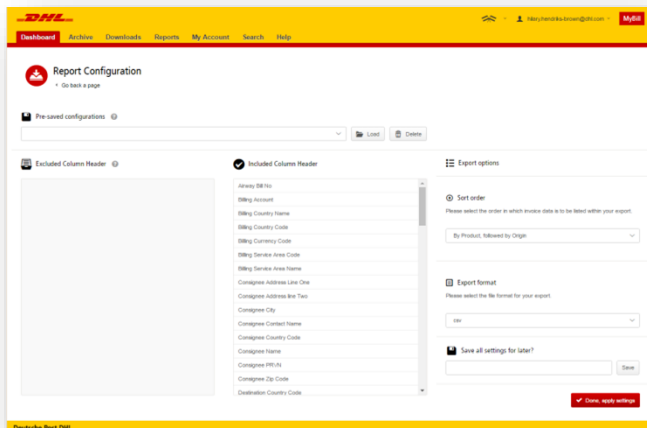 DHL
hilary.hendriks-brown@dhl.com
MyBill
Dashboard Archive Downloads Reports My Account Search Help
Report Configuration
Go back a page
Pre-saved configurations
Load Delete
Excluded Column Header
Included Column Header
Export options
Airway Bill No
Billing Account
Billing Country Name
Billing Country Code
Billing Currency Code
Billing Service Area Code
Billing Service Area Name
Consignee Address Line One
Consignee Address line Two
Consignee City
Consignee Contact Name
Consignee Country Code
Consignee Name
Consignee PR\/N
Consignee Zip Code
Destination Country Code
Sort order
Please select the order in which invoice data is to be listed within your export.
By Product, followed by Origin
Export format
Please select the file format for your export
csv
Save all settings for later?
Save
Done, apply settings
Deutsche Post DHL